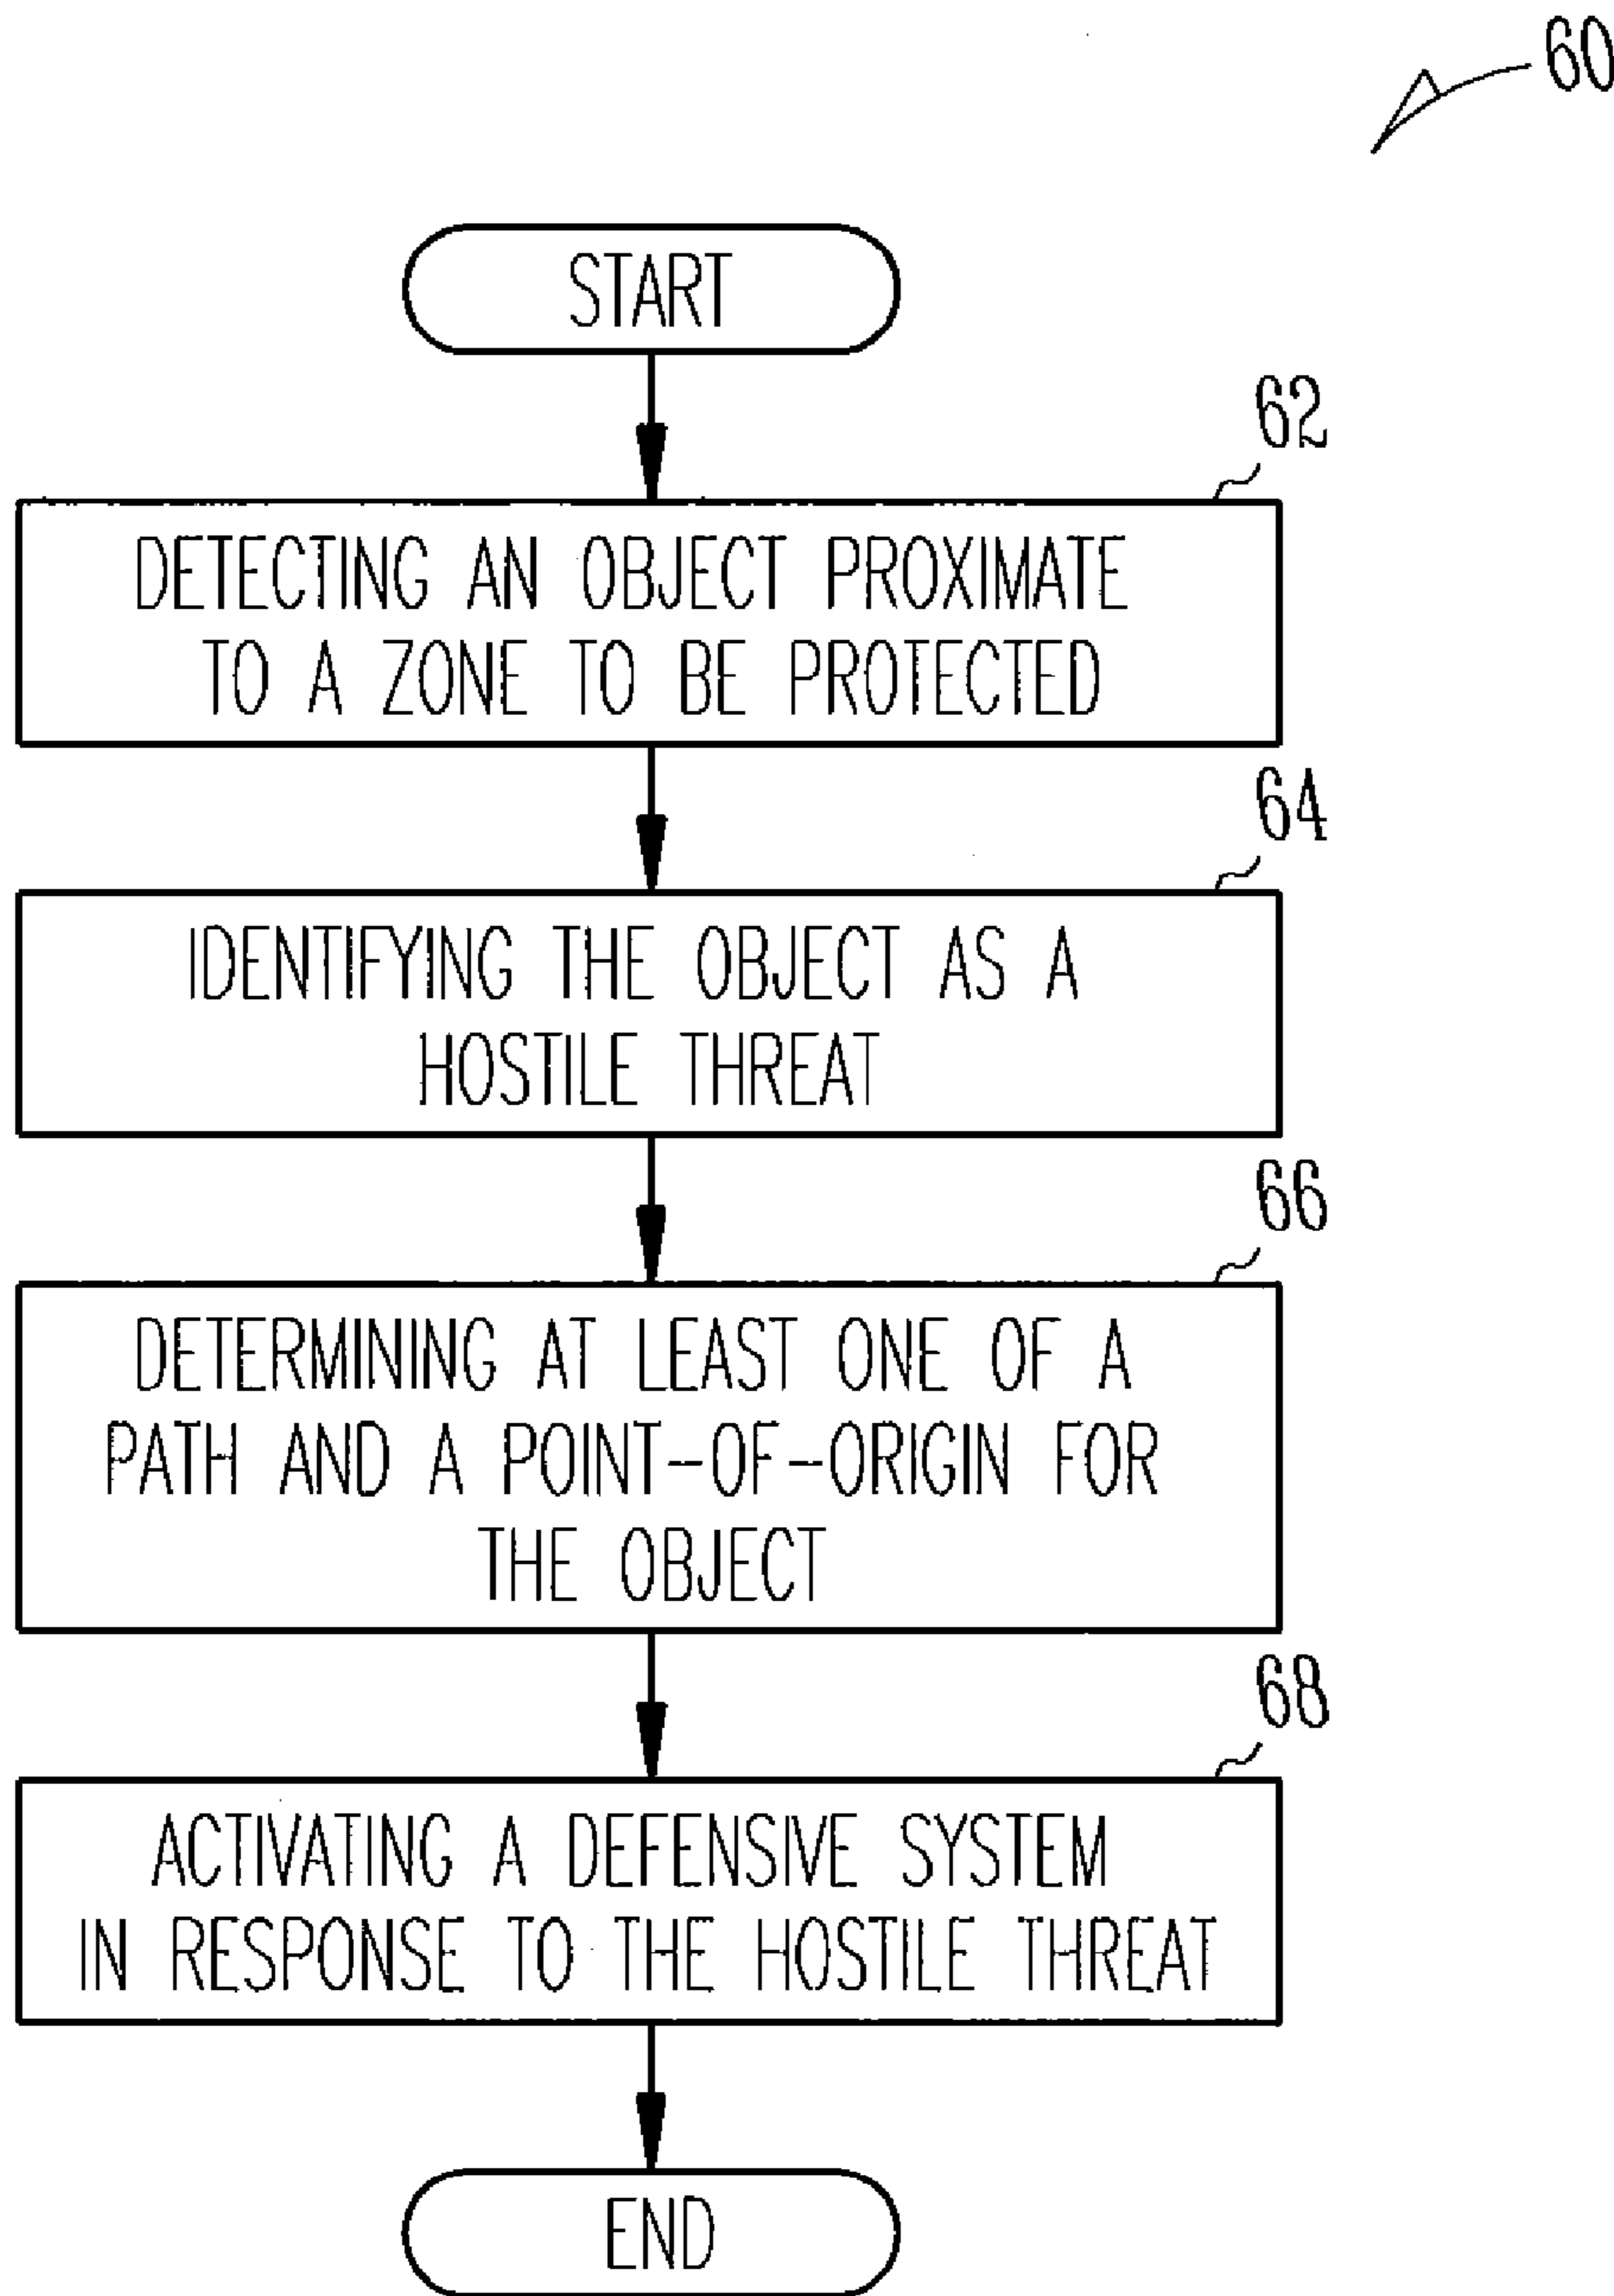 60
START
62
DETECTING AN OBJECT PROXIMATE
TO A ZONE TO BE PROTECTED
64
IDENTIFYING THE OBJECT AS A
HOSTILE THREAT
66
DETERMINING AT LEAST ONE OF A
PATH AND A POINT-OF-ORIGIN FOR
THE OBJECT
68
ACTIVATING A DEFENSIVE SYSTEM
IN RESPONSE TO THE HOSTILE THREAT
END